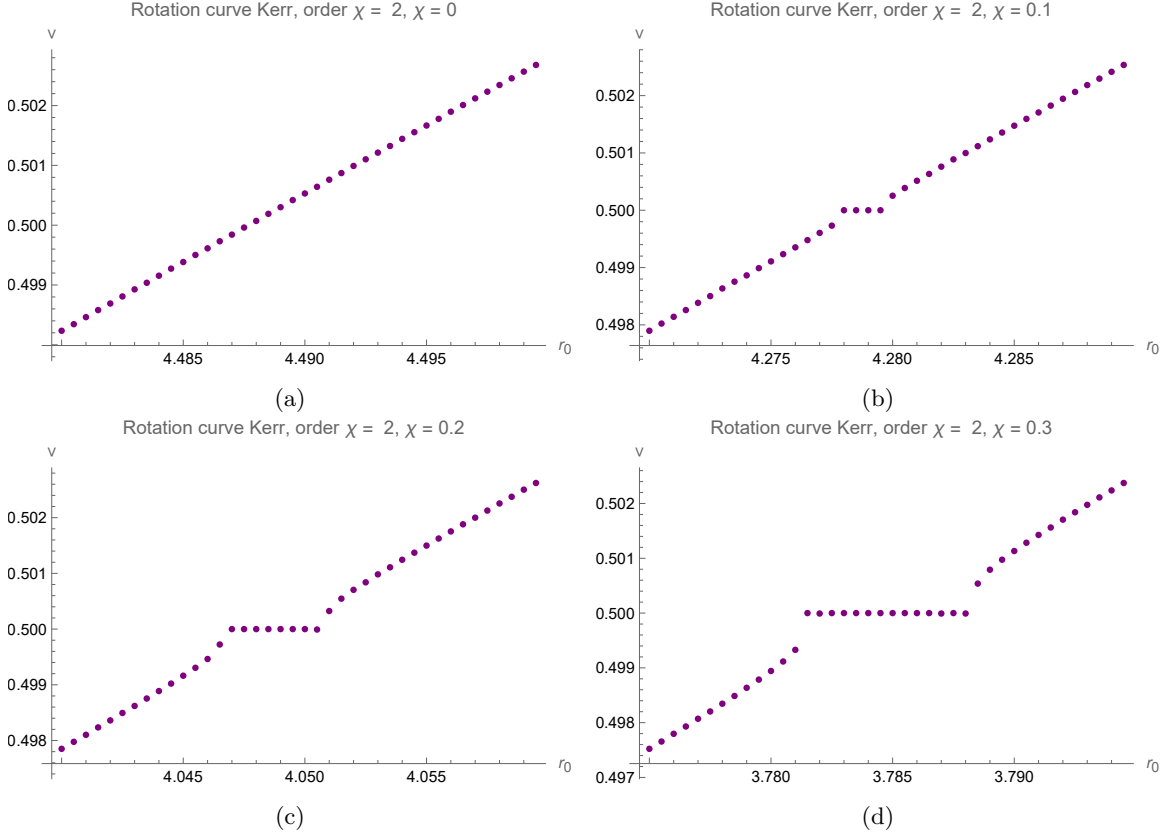 Rotation curve Kerr, order χ = 2, χ = 0
v
0.502
0.501
0.500
0.499
4.485 4.490 4.495
r0
(a)
Rotation curve Kerr, order χ = 2, χ = 0.1
v
0.502
0.501
0.500
0.499
0.498
4.275 4.280 4.285
r0
(b)
Rotation curve Kerr, order χ = 2, χ = 0.2
v
0.502
0.501
0.500
0.499
0.498
4.045 4.050 4.055
r0
(c)
Rotation curve Kerr, order χ = 2, χ = 0.3
v
0.502
0.501
0.500
0.499
0.498
0.497
3.780 3.785 3.790
r0
(d)